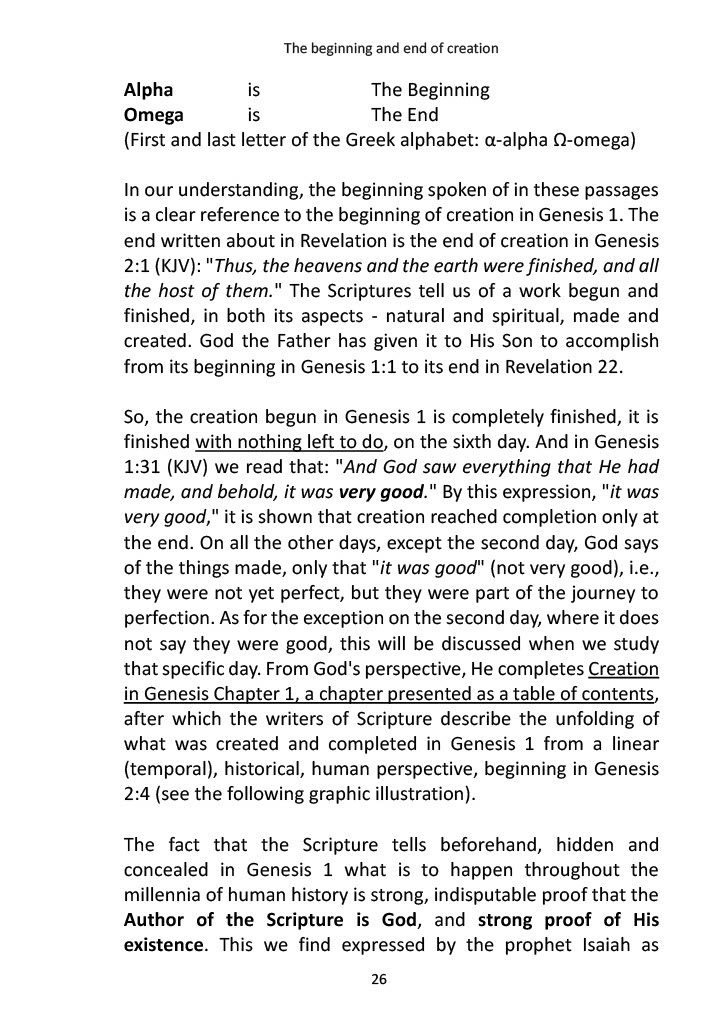 The beginning and end of creation
Alpha is The Beginning
Omega is The End
(First and last letter of the Greek alphabet: α-alpha Ω-omega)
In our understanding, the beginning spoken of in these passages
is a clear reference to the beginning of creation in Genesis 1. The
end written about in Revelation is the end of creation in Genesis
2:1 (KJV): "Thus, the heavens and the earth were finished, and all
the host of them." The Scriptures tell us of a work begun and
finished, in both its aspects - natural and spiritual, made and
created. God the Father has given it to His Son to accomplish
from its beginning in Genesis 1:1 to its end in Revelation 22.
So, the creation begun in Genesis 1 is completely finished, it is
finished with nothing left to do, on the sixth day. And in Genesis
1:31 (KJV) we read that: "And God saw everything that He had
made, and behold, it was very good." By this expression, "it was
very good," it is shown that creation reached completion only at
the end. On all the other days, except the second day, God says
of the things made, only that "it was good" (not very good), i.e.,
they were not yet perfect, but they were part of the journey to
perfection. As for the exception on the second day, where it does
not say they were good, this will be discussed when we study
that specific day. From God's perspective, He completes Creation
in Genesis Chapter 1, a chapter presented as a table of contents,
after which the writers of Scripture describe the unfolding of
what was created and completed in Genesis 1 from a linear
(temporal), historical, human perspective, beginning in Genesis
2:4 (see the following graphic illustration).
The fact that the Scripture tells beforehand, hidden and
concealed in Genesis 1 what is to happen throughout the
millennia of human history is strong, indisputable proof that the
Author of the Scripture is God, and strong proof of His
existence. This we find expressed by the prophet Isaiah as
26